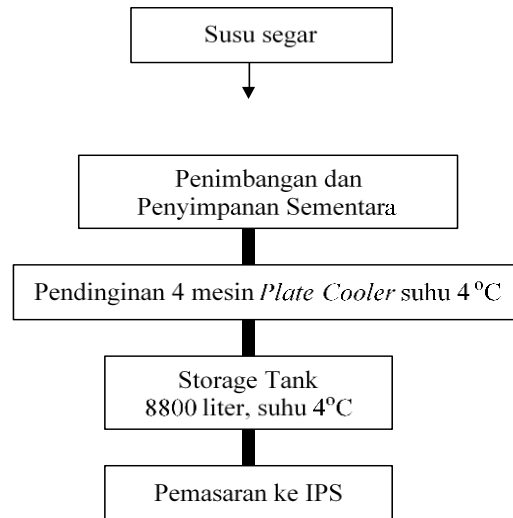 Susu segar
Penimbangan dan
Penyimpanan Sementara
Pendinginan 4 mesin Plate Cooler suhu 4 °C
Storage Tank
8800 liter, suhu 4°C
Pemasaran ke IPS